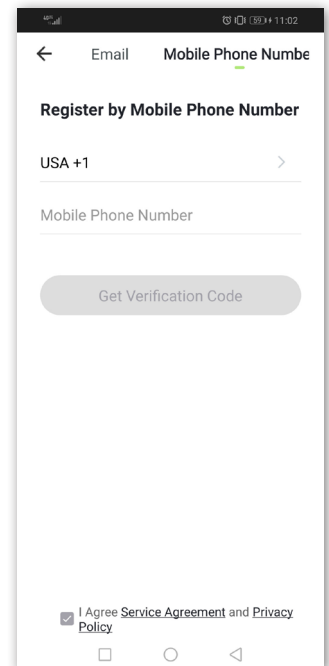 59 11:02
Email Mobile Phone Numbe
Register by Mobile Phone Number
USA +1
Mobile Phone Number
Get Verification Code
I Agree Service Agreement and Privacy
Policy